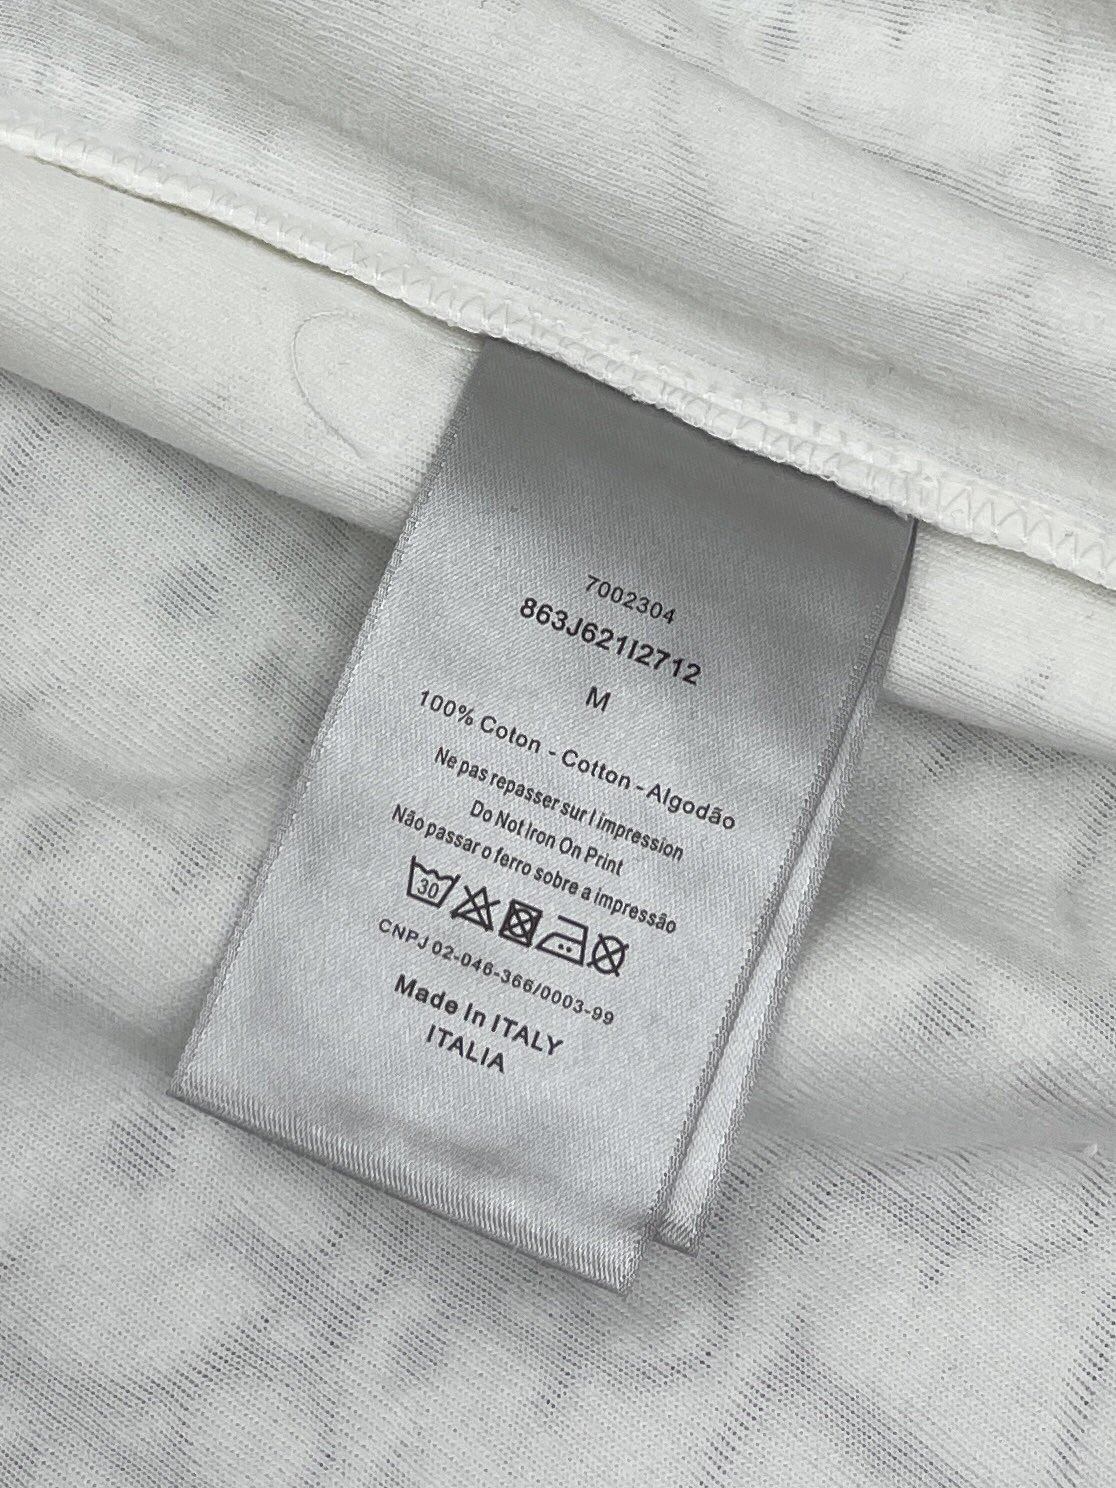 7002304
863J621I2712
M
100% Coton - Cotton - Algodão
Ne pas repasser sur l impression
Do Not Iron On Print
Não passar o ferro sobre a impressão
30
CNPJ 02-046-366/0003-99
Made In ITALY
ITALIA